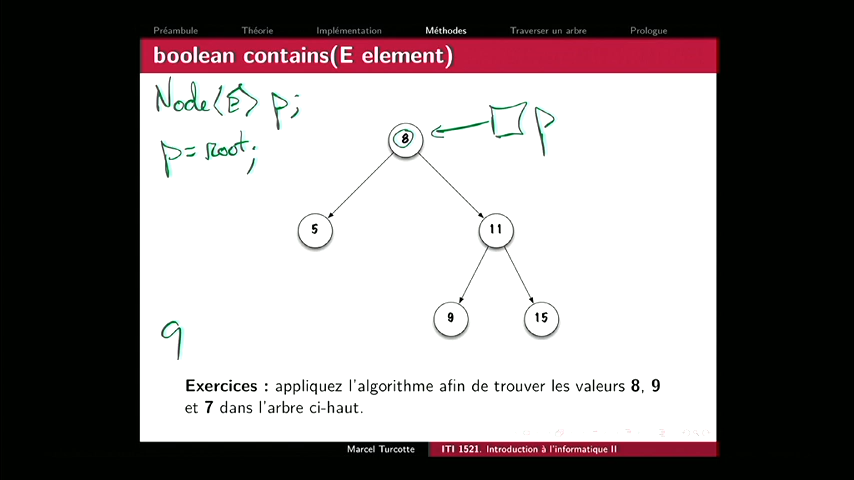 Préambule Théorie Implémentation Méthodes Traverser un arbre Prologue
boolean contains(E element)
Node<E> p;
p = root;
p
8
5
11
9
15
9
Exercices : appliquez l'algorithme afin de trouver les valeurs 8, 9
et 7 dans l'arbre ci-haut.
Marcel Turcotte ITI 1521. Introduction à l'informatique II